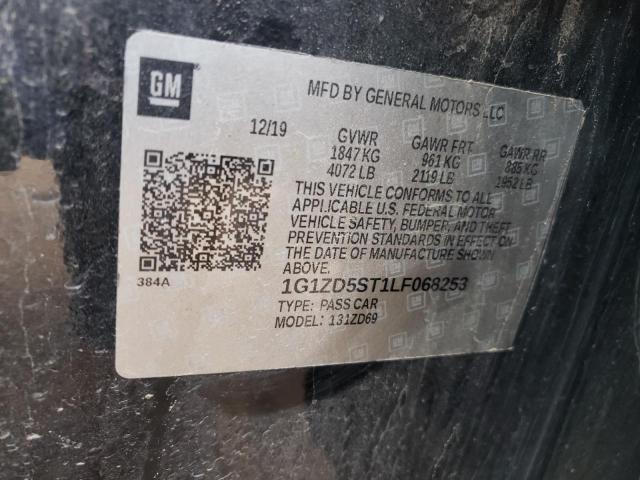 GM
MFD BY GENERAL MOTORS LLC
12/19 GVWR GAWR FRT GAWR RR
1847 KG 961 KG 885 KG
4072 LB 2119 LB 1952 LB
THIS VEHICLE CONFORMS TO ALL
APPLICABLE U.S. FEDERAL MOTOR
VEHICLE SAFETY, BUMPER, AND THEFT
PREVENTION STANDARDS IN EFFECT ON
THE DATE OF MANUFACTURE SHOWN
ABOVE.
384A
1G1ZD5ST1LF068253
TYPE: PASS CAR
MODEL: 131ZD69